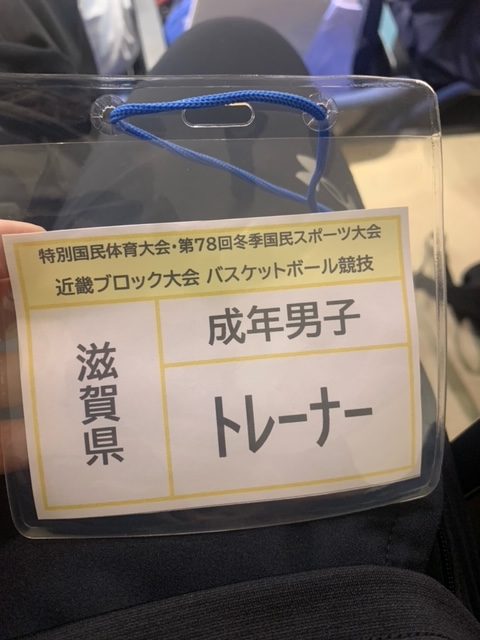 特別国民体育大会・第78回冬季国民スポーツ大会
近畿ブロック大会 バスケットボール競技
滋賀県
成年男子
トレーナー